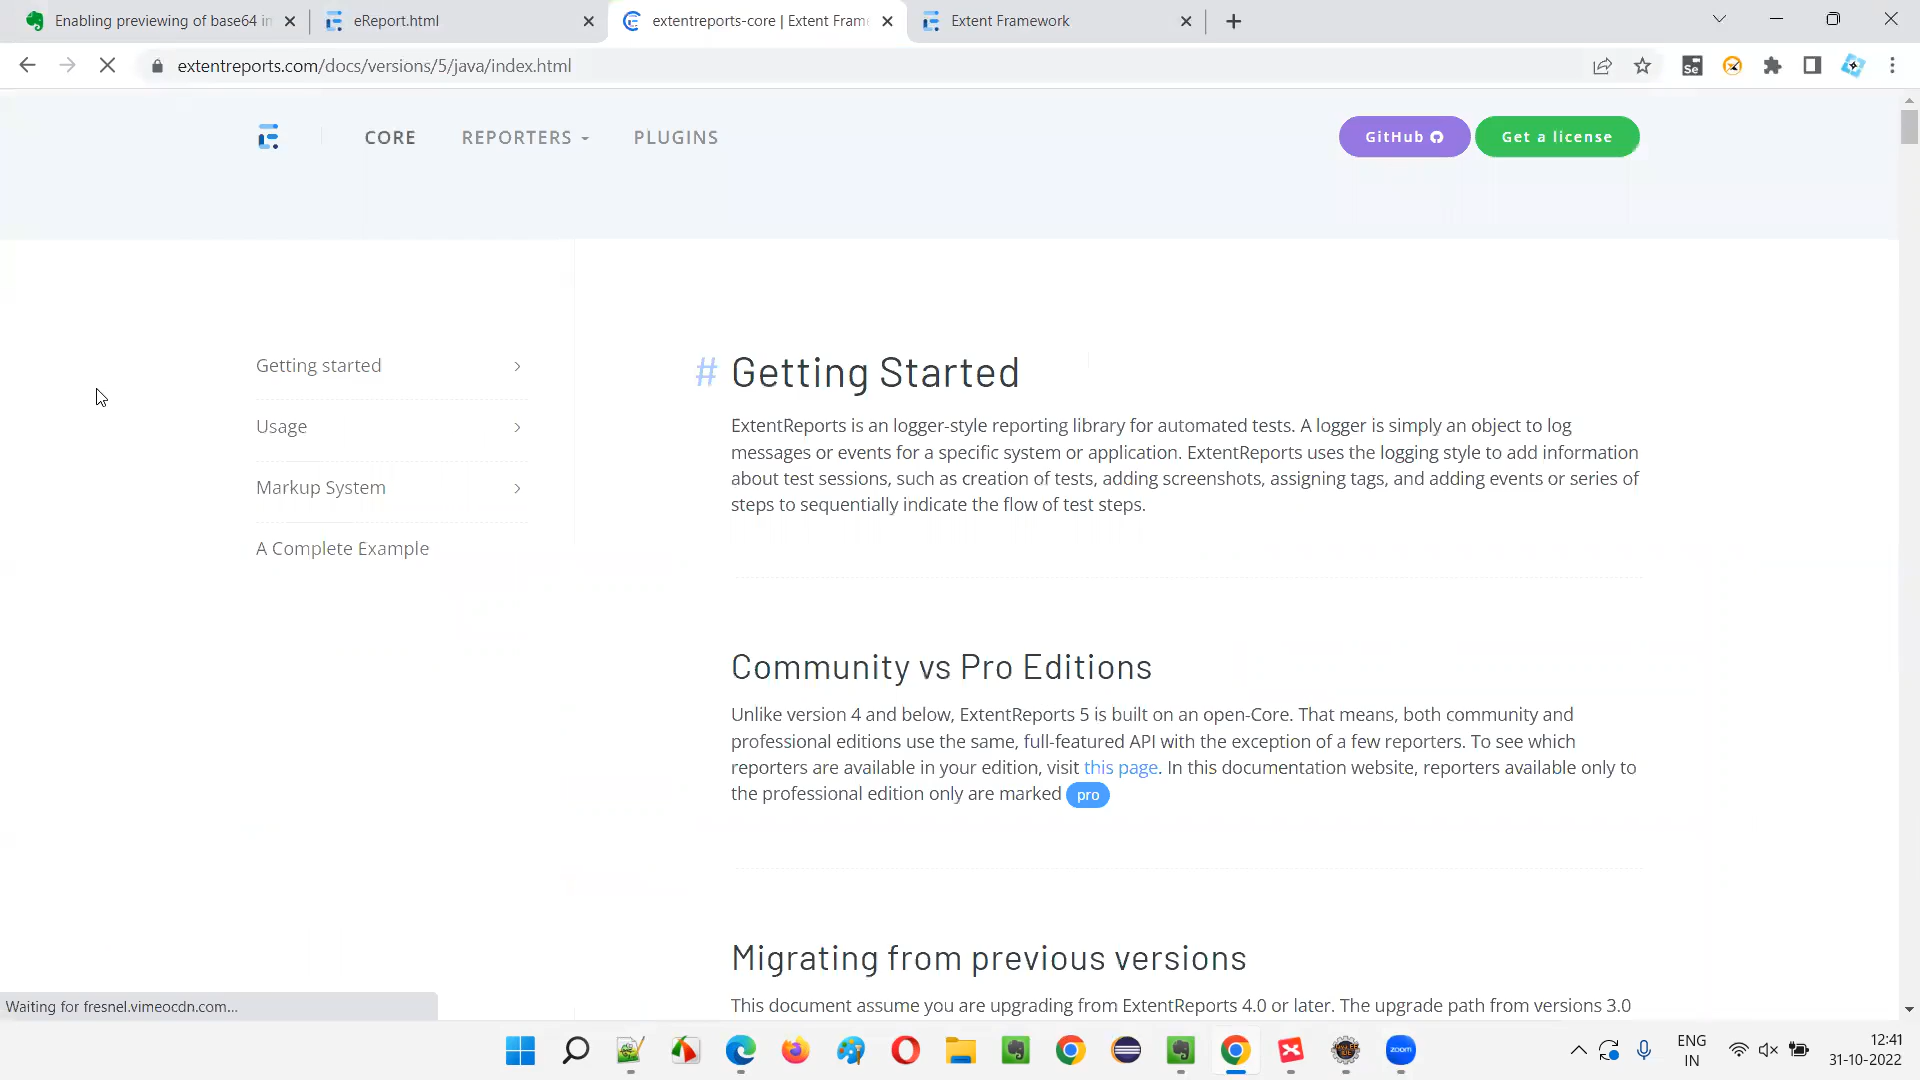 Enabling previewing of base64 in
eReport.html
extentreports-core | Extent Fram
Extent Framework
extentreports.com/docs/versions/5/java/index.html
CORE
REPORTERS
PLUGINS
GitHub
Get a license
Getting started
Usage
Markup System
A Complete Example
# Getting Started
ExtentReports is an logger-style reporting library for automated tests. A logger is simply an object to log
messages or events for a specific system or application. ExtentReports uses the logging style to add information
about test sessions, such as creation of tests, adding screenshots, assigning tags, and adding events or series of
steps to sequentially indicate the flow of test steps.
Community vs Pro Editions
Unlike version 4 and below, ExtentReports 5 is built on an open-Core. That means, both community and
professional editions use the same, full-featured API with the exception of a few reporters. To see which
reporters are available in your edition, visit this page. In this documentation website, reporters available only to
the professional edition only are marked pro
Migrating from previous versions
This document assume you are upgrading from ExtentReports 4.0 or later. The upgrade path from versions 3.0
Waiting for fresnel.vimeocdn.com...
Se
zoom
ENG
IN
12:41
31-10-2022